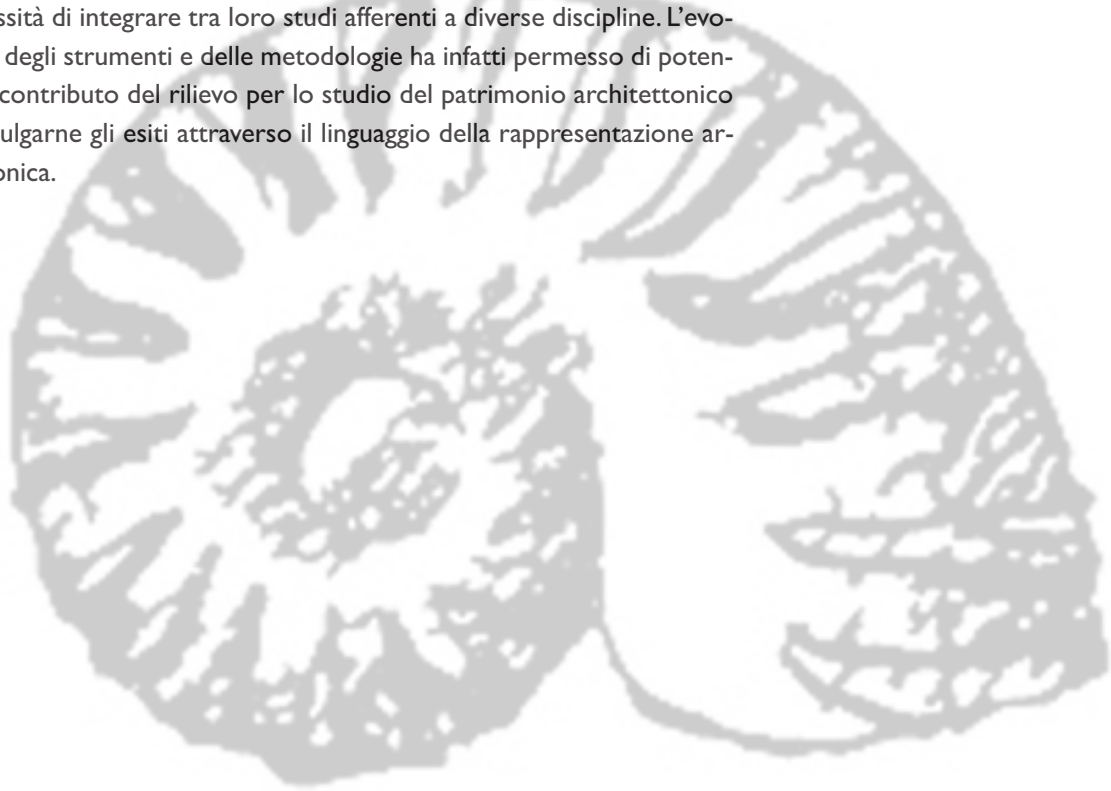 ssità di integrare tra loro studi afferenti a diverse discipline. L’evo-
degli strumenti e delle metodologie ha infatti permesso di poten-
contributo del rilievo per lo studio del patrimonio architettonico
ulgarne gli esiti attraverso il linguaggio della rappresentazione ar-
onica.